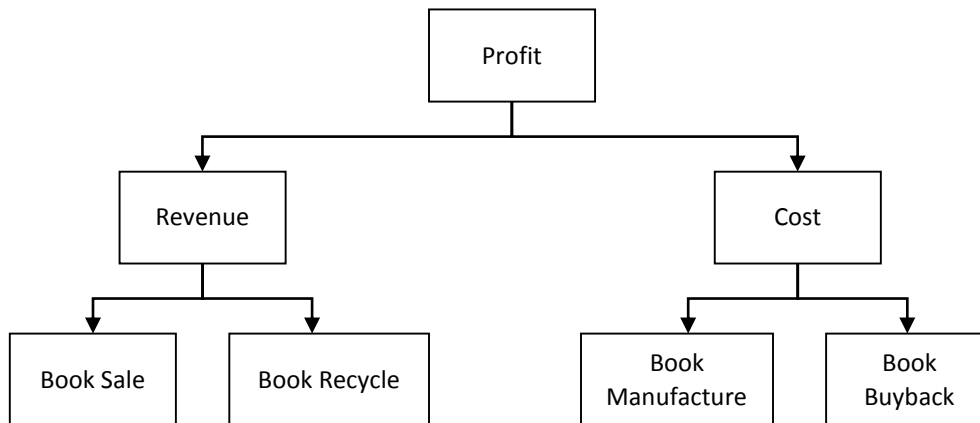 Profit
Revenue
Cost
Book Sale
Book Recycle
Book
Manufacture
Book
Buyback